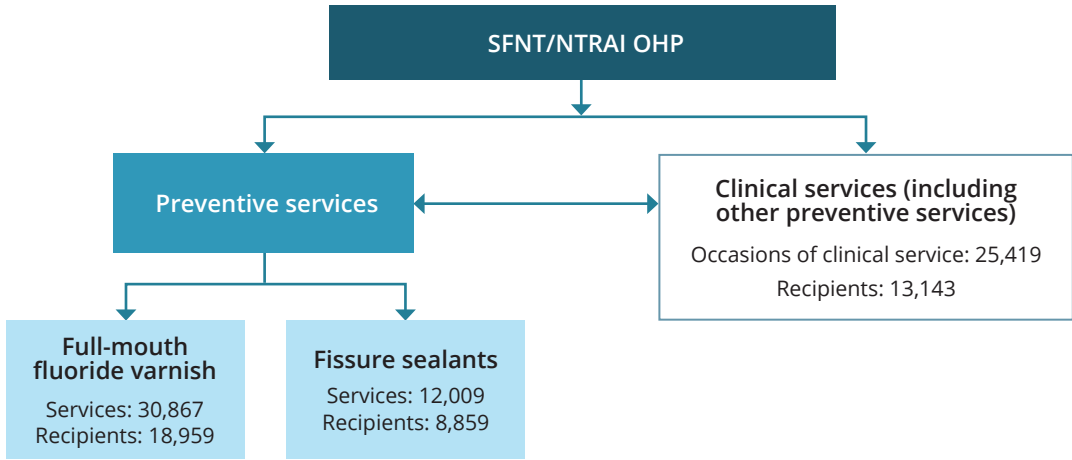 SFNT/NTRAI OHP
Preventive services
Clinical services (including
other preventive services)
Occasions of clinical service: 25,419
Recipients: 13,143
Full-mouth
fluoride varnish
Services: 30,867
Recipients: 18,959
Fissure sealants
Services: 12,009
Recipients: 8,859